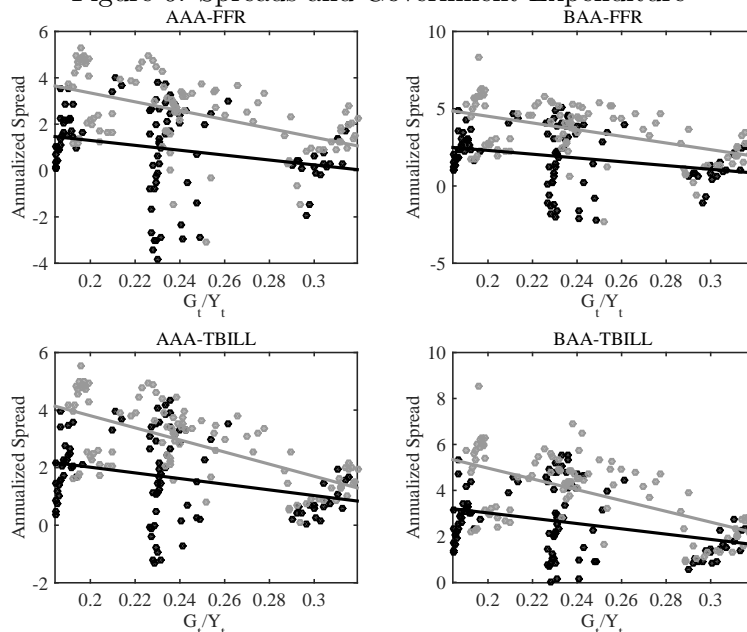 Figure 6: Spreads and Government Expenditure
AAA-FFR
BAA-FFR
6
4
2
0
-2
-4
Annualized Spread
0.2 0.22 0.24 0.26 0.28 0.3
G_t/Y_t
10
5
0
-5
Annualized Spread
0.2 0.22 0.24 0.26 0.28 0.3
G_t/Y_t
AAA-TBILL
BAA-TBILL
6
4
2
0
-2
Annualized Spread
0.2 0.22 0.24 0.26 0.28 0.3
G_t/Y_t
10
8
6
4
2
0
Annualized Spread
0.2 0.22 0.24 0.26 0.28 0.3
G_t/Y_t